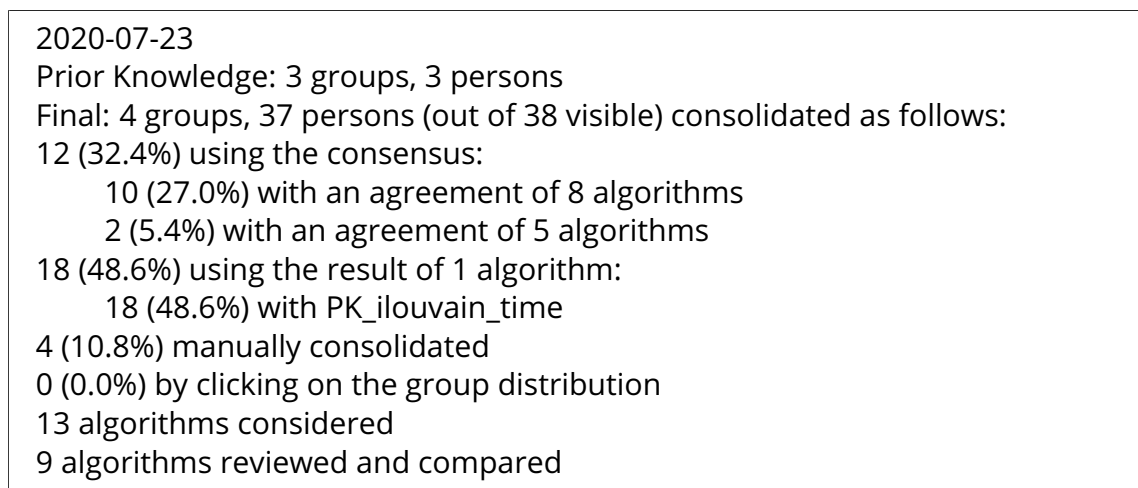 2020-07-23
Prior Knowledge: 3 groups, 3 persons
Final: 4 groups, 37 persons (out of 38 visible) consolidated as follows:
12 (32.4%) using the consensus:
10 (27.0%) with an agreement of 8 algorithms
2 (5.4%) with an agreement of 5 algorithms
18 (48.6%) using the result of 1 algorithm:
18 (48.6%) with PK_ilouvain_time
4 (10.8%) manually consolidated
0 (0.0%) by clicking on the group distribution
13 algorithms considered
9 algorithms reviewed and compared